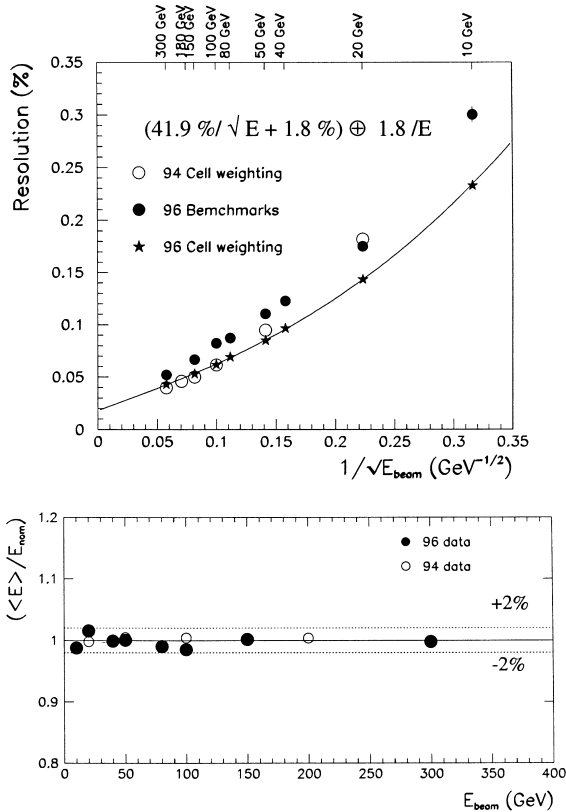 300 GeV
180 GeV
150 GeV
100 GeV
80 GeV
50 GeV
40 GeV
20 GeV
10 GeV
Resolution (%)
0.35
0.3
0.25
0.2
0.15
0.1
0.05
0
(41.9 %/ √ E + 1.8 %) ⊕ 1.8 /E
94 Cell weighting
96 Bemchmarks
96 Cell weighting
0 0.05 0.1 0.15 0.2 0.25 0.3 0.35
1/√E_beam (GeV^-1/2)
(<E>/E_nom)
1.2
1.1
1
0.9
0.8
96 data
94 data
+2%
-2%
0 50 100 150 200 250 300 350 400
E_beam (GeV)